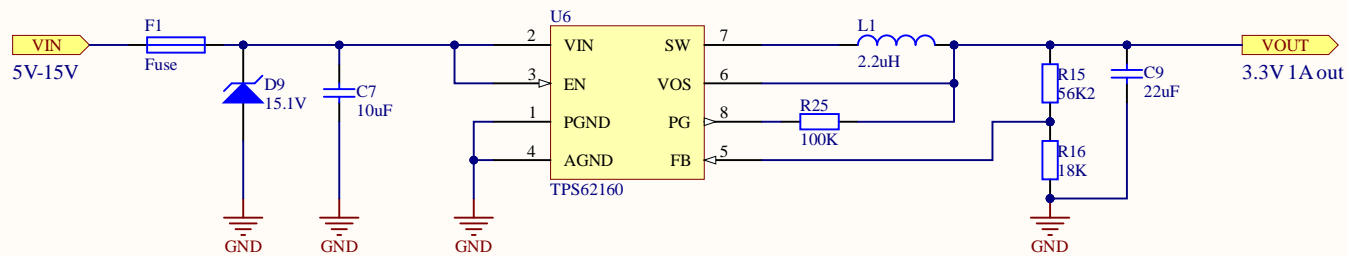 VIN
5V-15V
F1
Fuse
D9
15.1V
C7
10uF
GND
GND
GND
U6
2
VIN
3
EN
1
PGND
4
AGND
SW
7
VOS
6
PG
8
FB
5
TPS62160
L1
2.2uH
R25
100K
R15
56K2
R16
18K
C9
22uF
GND
VOUT
3.3V 1A out